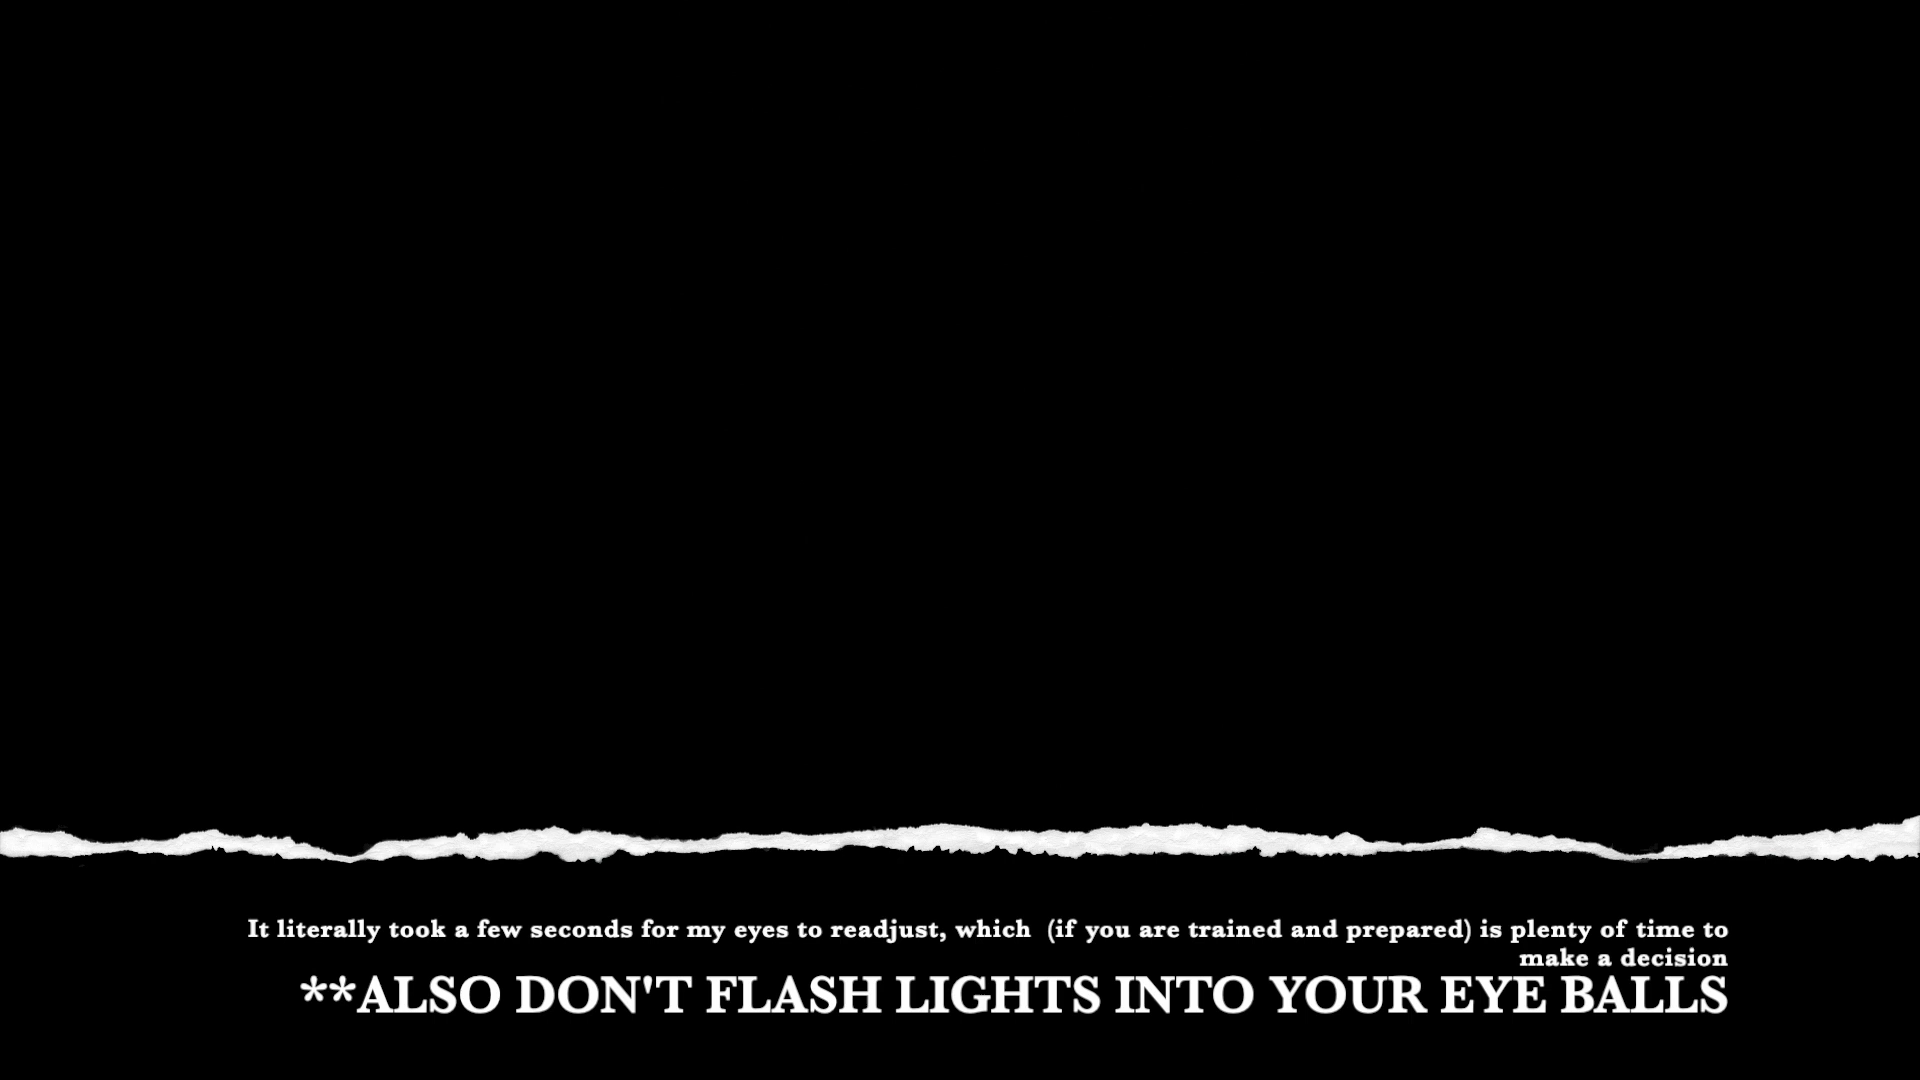 It literally took a few seconds for my eyes to readjust, which  (if you are trained and prepared) is plenty of time to
make a decision
**ALSO DON'T FLASH LIGHTS INTO YOUR EYE BALLS